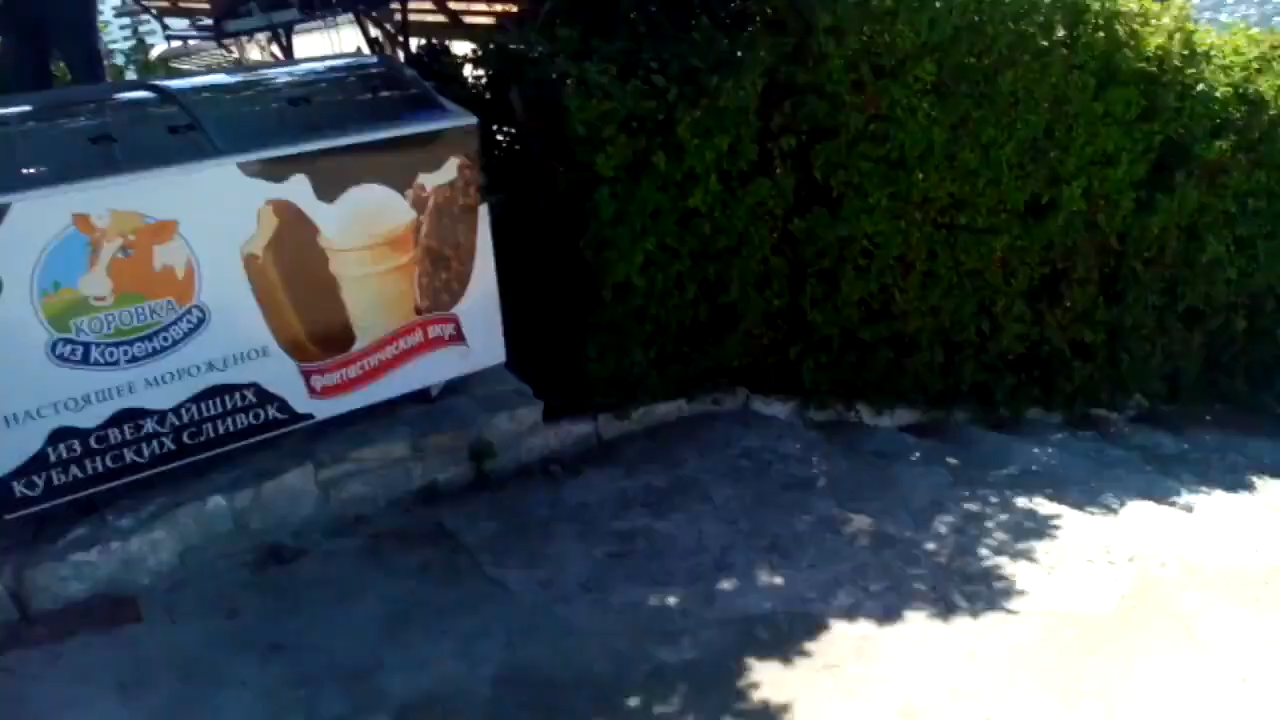 КОРОВКА
ИЗ КОРЕНОВКИ
НАСТОЯЩЕЕ МОРОЖЕНОЕ
ИЗ СВЕЖАЙШИХ
КУБАНСКИХ СЛИВОК
Фантастический вкус